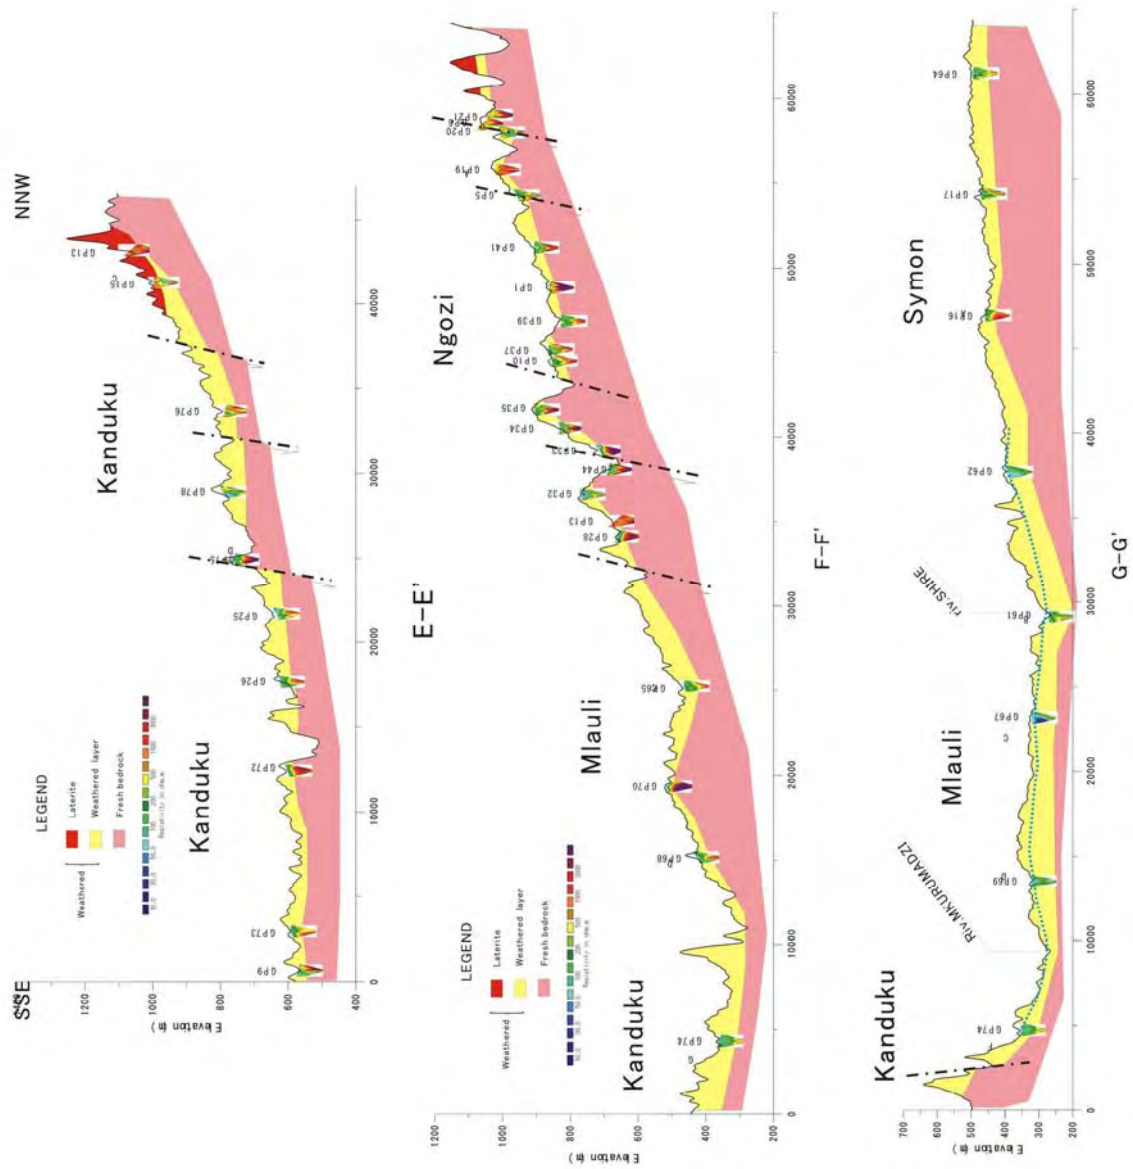 SSE
NNW
Kanduku
Kanduku
LEGEND
Weathered
Laterite
Weathered layer
Fresh bedrock
Elevation (m)
1200
1000
800
600
400
0
10000
20000
30000
40000
GP9
GP73
GP72
GP26
GP25
D
GP78
GP76
C
GP15
GP13
E-E'
Kanduku
Mlauli
Ngozi
LEGEND
Weathered
Laterite
Weathered layer
Fresh bedrock
Elevation (m)
1200
1000
800
600
400
200
0
10000
20000
30000
40000
50000
60000
G
GP74
GP68
D
GP70
GP65
GP28
GP13
GP32
GP44
GP33
GP34
GP35
GP10
GP37
GP39
GP1
GP41
GP5
GP19
GP20
GP21
F-F'
Kanduku
Mlauli
Symon
Riv.MKURUMADZI
riv.SHIRE
Elevation (m)
700
600
500
400
300
200
0
10000
20000
30000
40000
50000
60000
GP74
GP69
C
GP67
GP61
GP62
GP16
GP17
GP64
G-G'